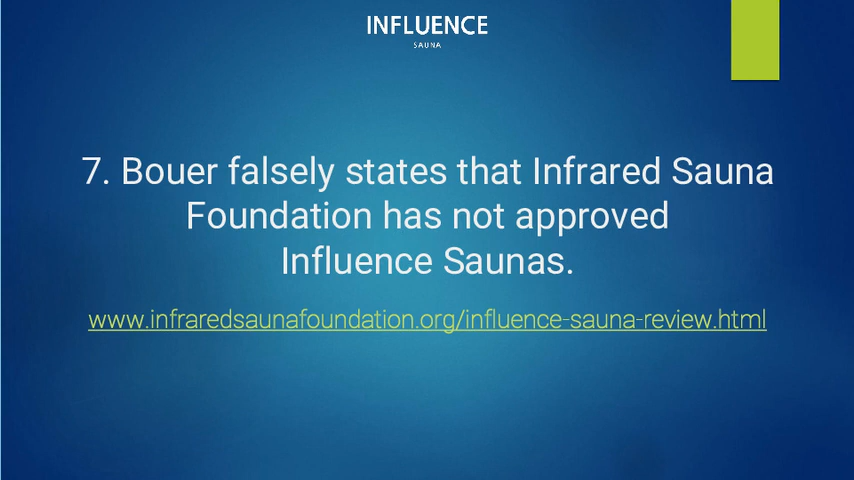 INFLUENCE
SAUNA
7. Bouer falsely states that Infrared Sauna
Foundation has not approved
Influence Saunas.
www.infraredsaunafoundation.org/influence-sauna-review.html